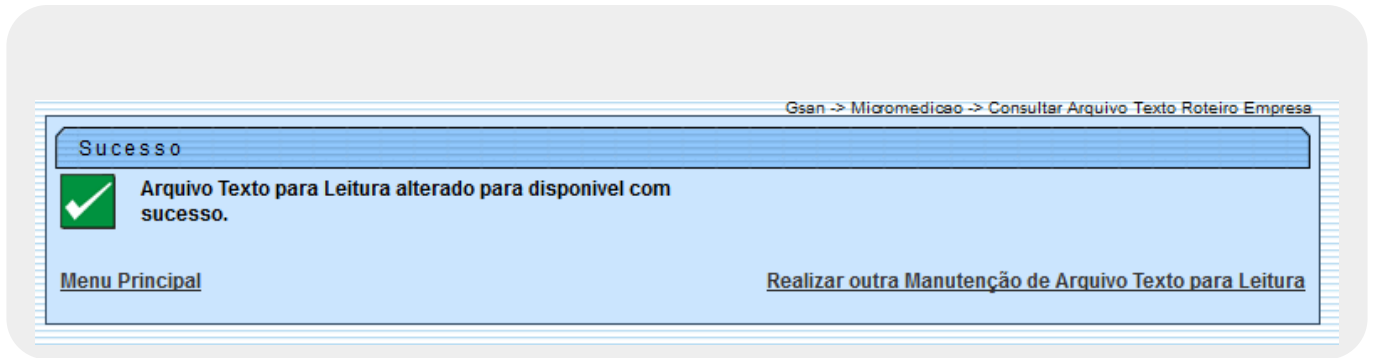 Gsan -> Micromedicao -> Consultar Arquivo Texto Roteiro Empresa
Sucesso
Arquivo Texto para Leitura alterado para disponivel com
sucesso.
Menu Principal
Realizar outra Manutenção de Arquivo Texto para Leitura